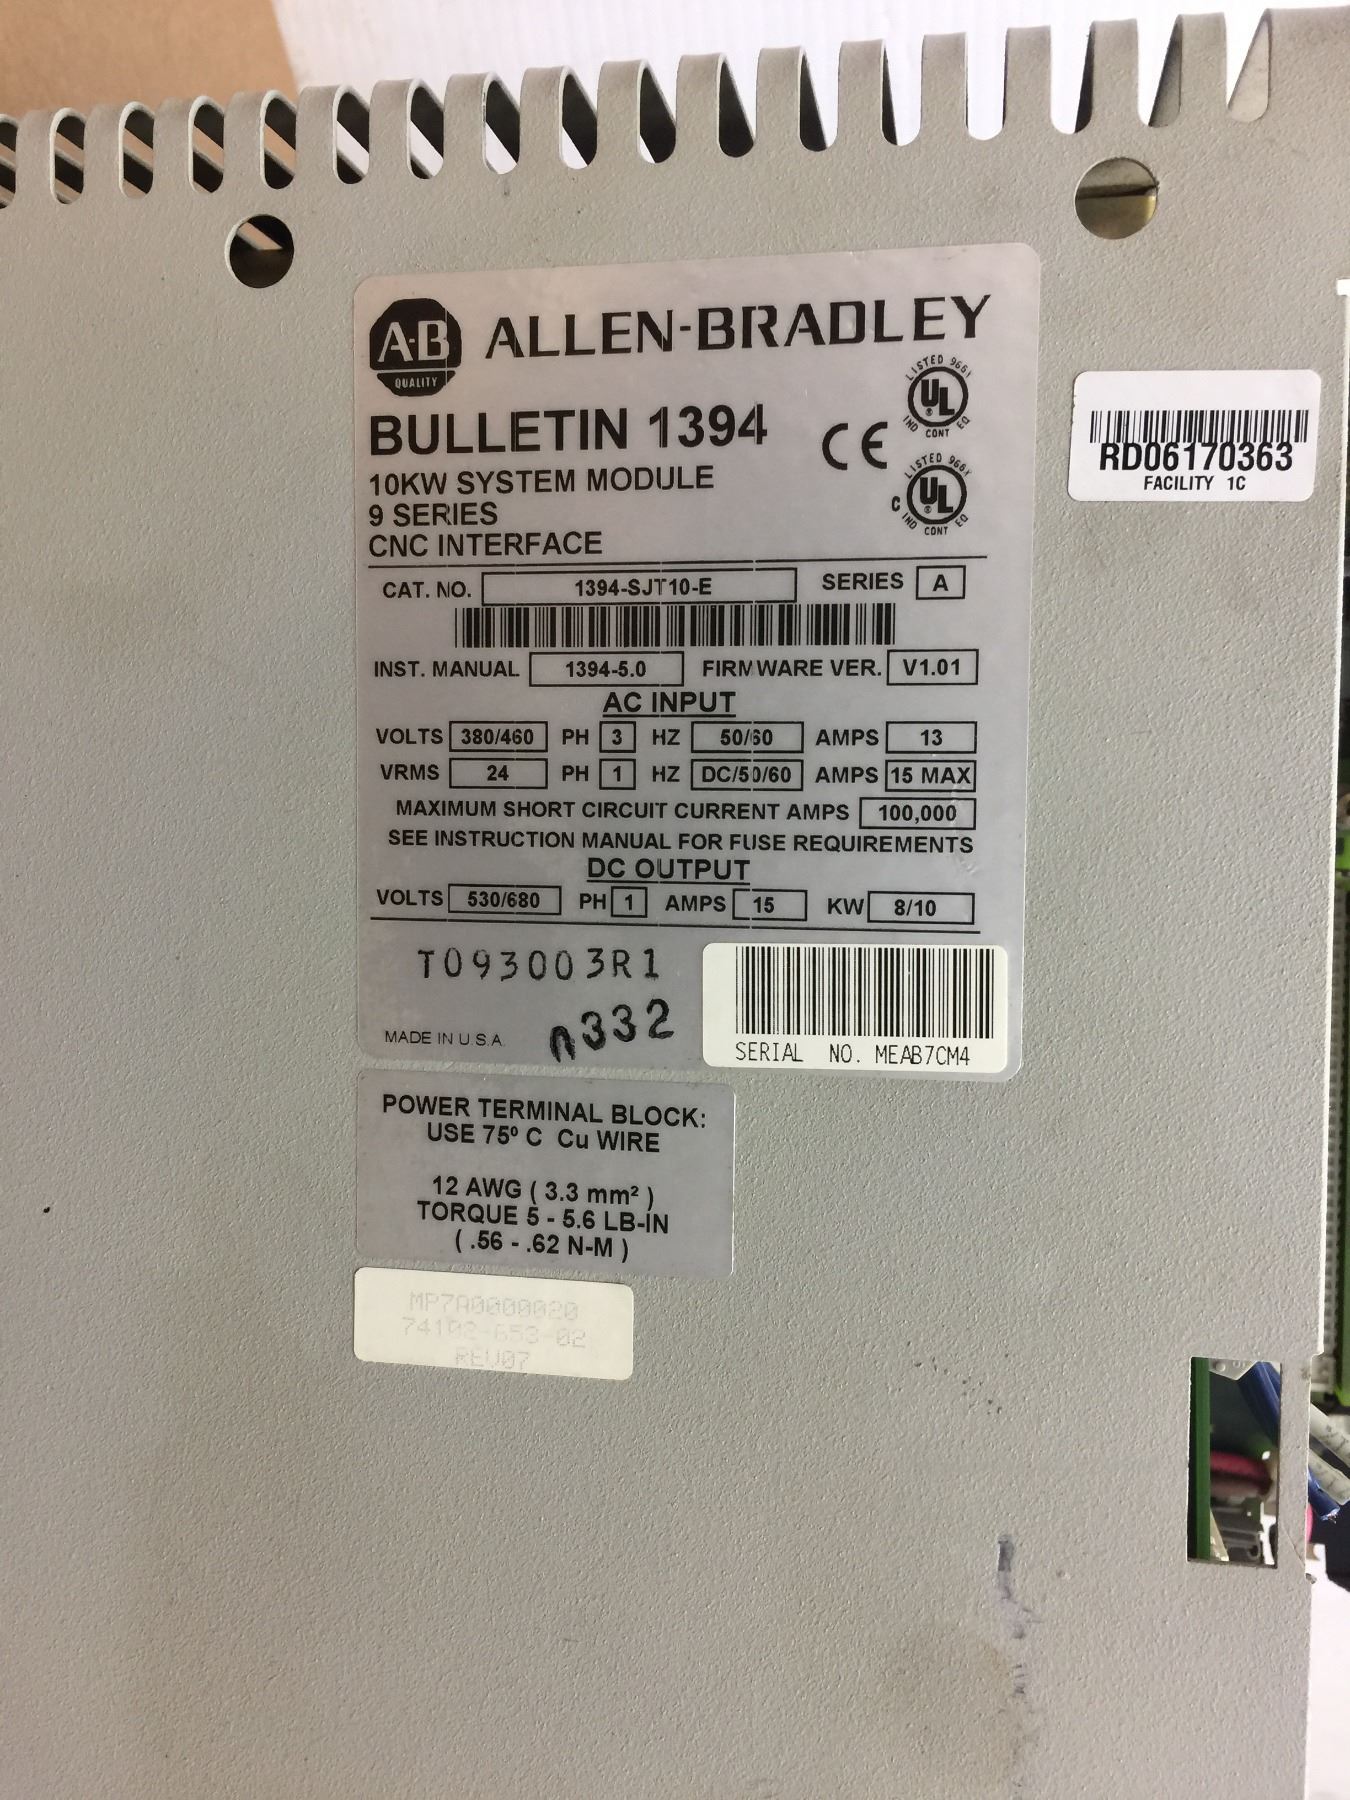 A-B QUALITY ALLEN-BRADLEY
BULLETIN 1394
10KW SYSTEM MODULE
9 SERIES
CNC INTERFACE
CE
LISTED 966X
UL ®
IND CONT EQ
LISTED 966X
C UL ®
IND CONT EQ
CAT. NO. 1394-SJT10-E SERIES A
INST. MANUAL 1394-5.0 FIRMWARE VER. V1.01
AC INPUT
VOLTS 380/460 PH 3 HZ 50/60 AMPS 13
VRMS 24 PH 1 HZ DC/50/60 AMPS 15 MAX
MAXIMUM SHORT CIRCUIT CURRENT AMPS 100,000
SEE INSTRUCTION MANUAL FOR FUSE REQUIREMENTS
DC OUTPUT
VOLTS 530/680 PH 1 AMPS 15 KW 8/10
T093003R1
n332
MADE IN U.S.A.
SERIAL NO. MEAB7CM4
RD06170363
FACILITY 1C
POWER TERMINAL BLOCK:
USE 75º C Cu WIRE
12 AWG ( 3.3 mm² )
TORQUE 5 - 5.6 LB-IN
( .56 - .62 N-M )
MP7A0000020
74102-653-02
REV07